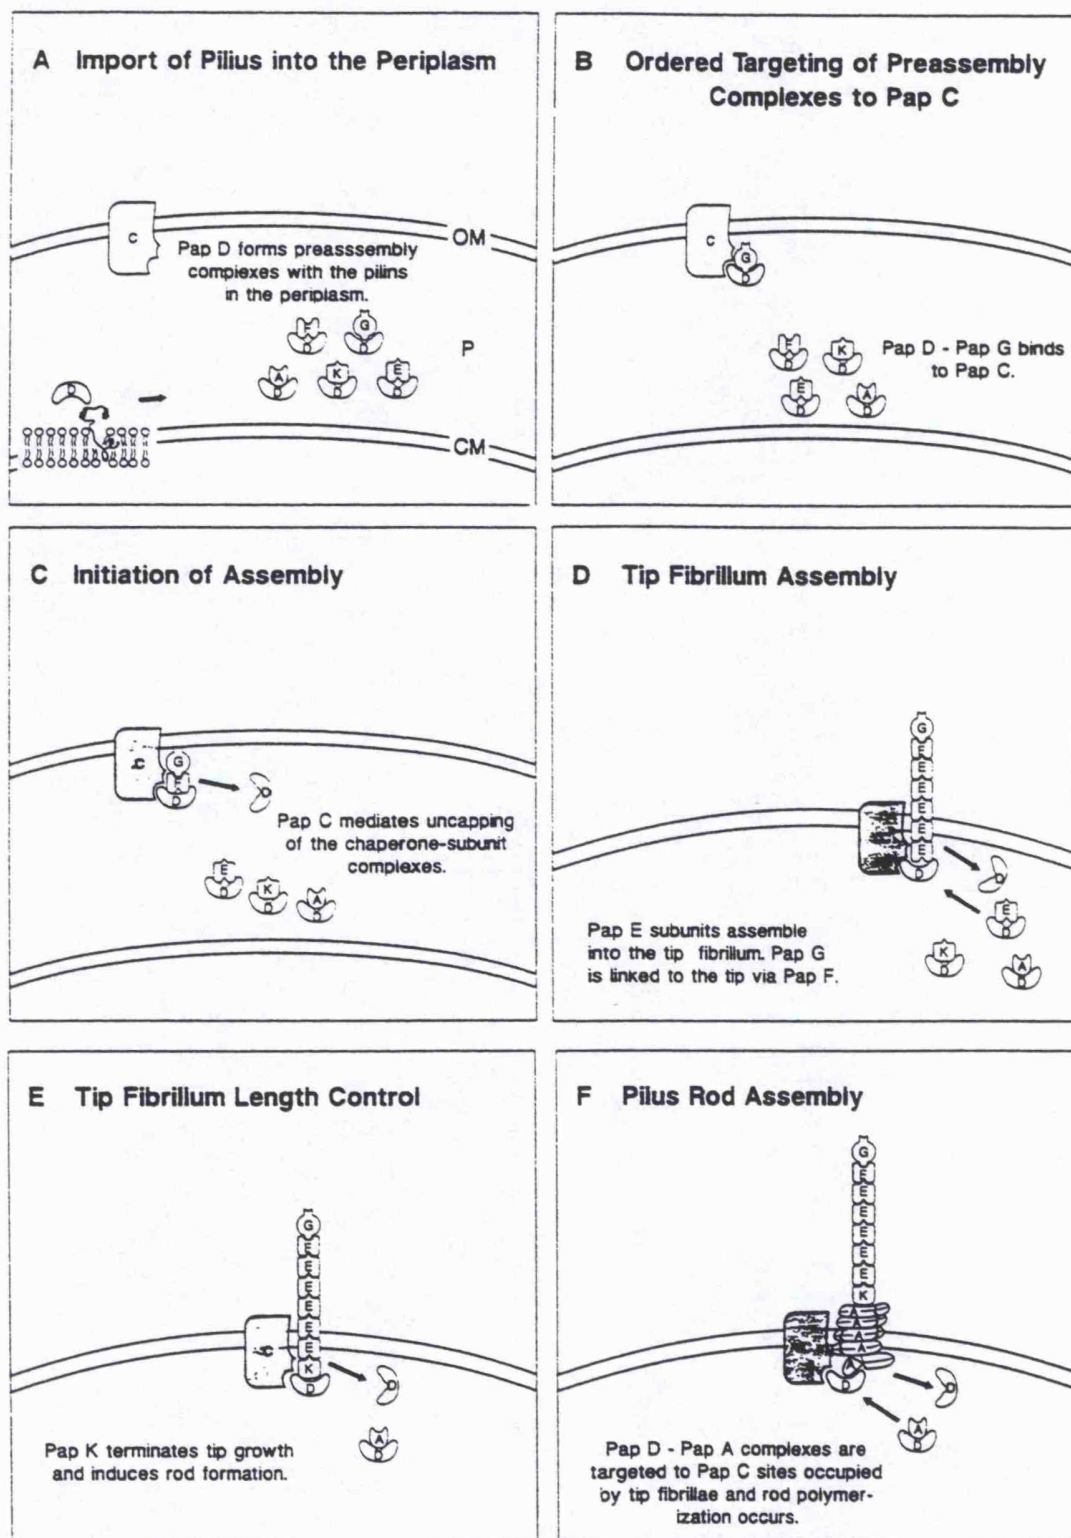 A Import of Pilius into the Periplasm
C
OM
Pap D forms preasssembly
complexes with the pilins
in the periplasm.
F
D
G
D
P
A
D
K
D
E
D
D
CM
B Ordered Targeting of Preassembly
Complexes to Pap C
C
G
D
F
D
K
D
Pap D - Pap G binds
to Pap C.
E
D
A
D
C Initiation of Assembly
C
G
F
D
D
Pap C mediates uncapping
of the chaperone-subunit
complexes.
E
D
K
D
A
D
D Tip Fibrillum Assembly
G
E
E
E
E
E
E
D
D
E
D
K
D
A
D
Pap E subunits assemble
into the tip fibrillum. Pap G
is linked to the tip via Pap F.
E Tip Fibrillum Length Control
G
E
E
E
E
E
E
K
C
D
D
A
D
Pap K terminates tip growth
and induces rod formation.
F Pilus Rod Assembly
G
E
E
E
E
E
E
K
A
A
A
A
C
D
D
A
D
Pap D - Pap A complexes are
targeted to Pap C sites occupied
by tip fibrillae and rod polymer-
ization occurs.